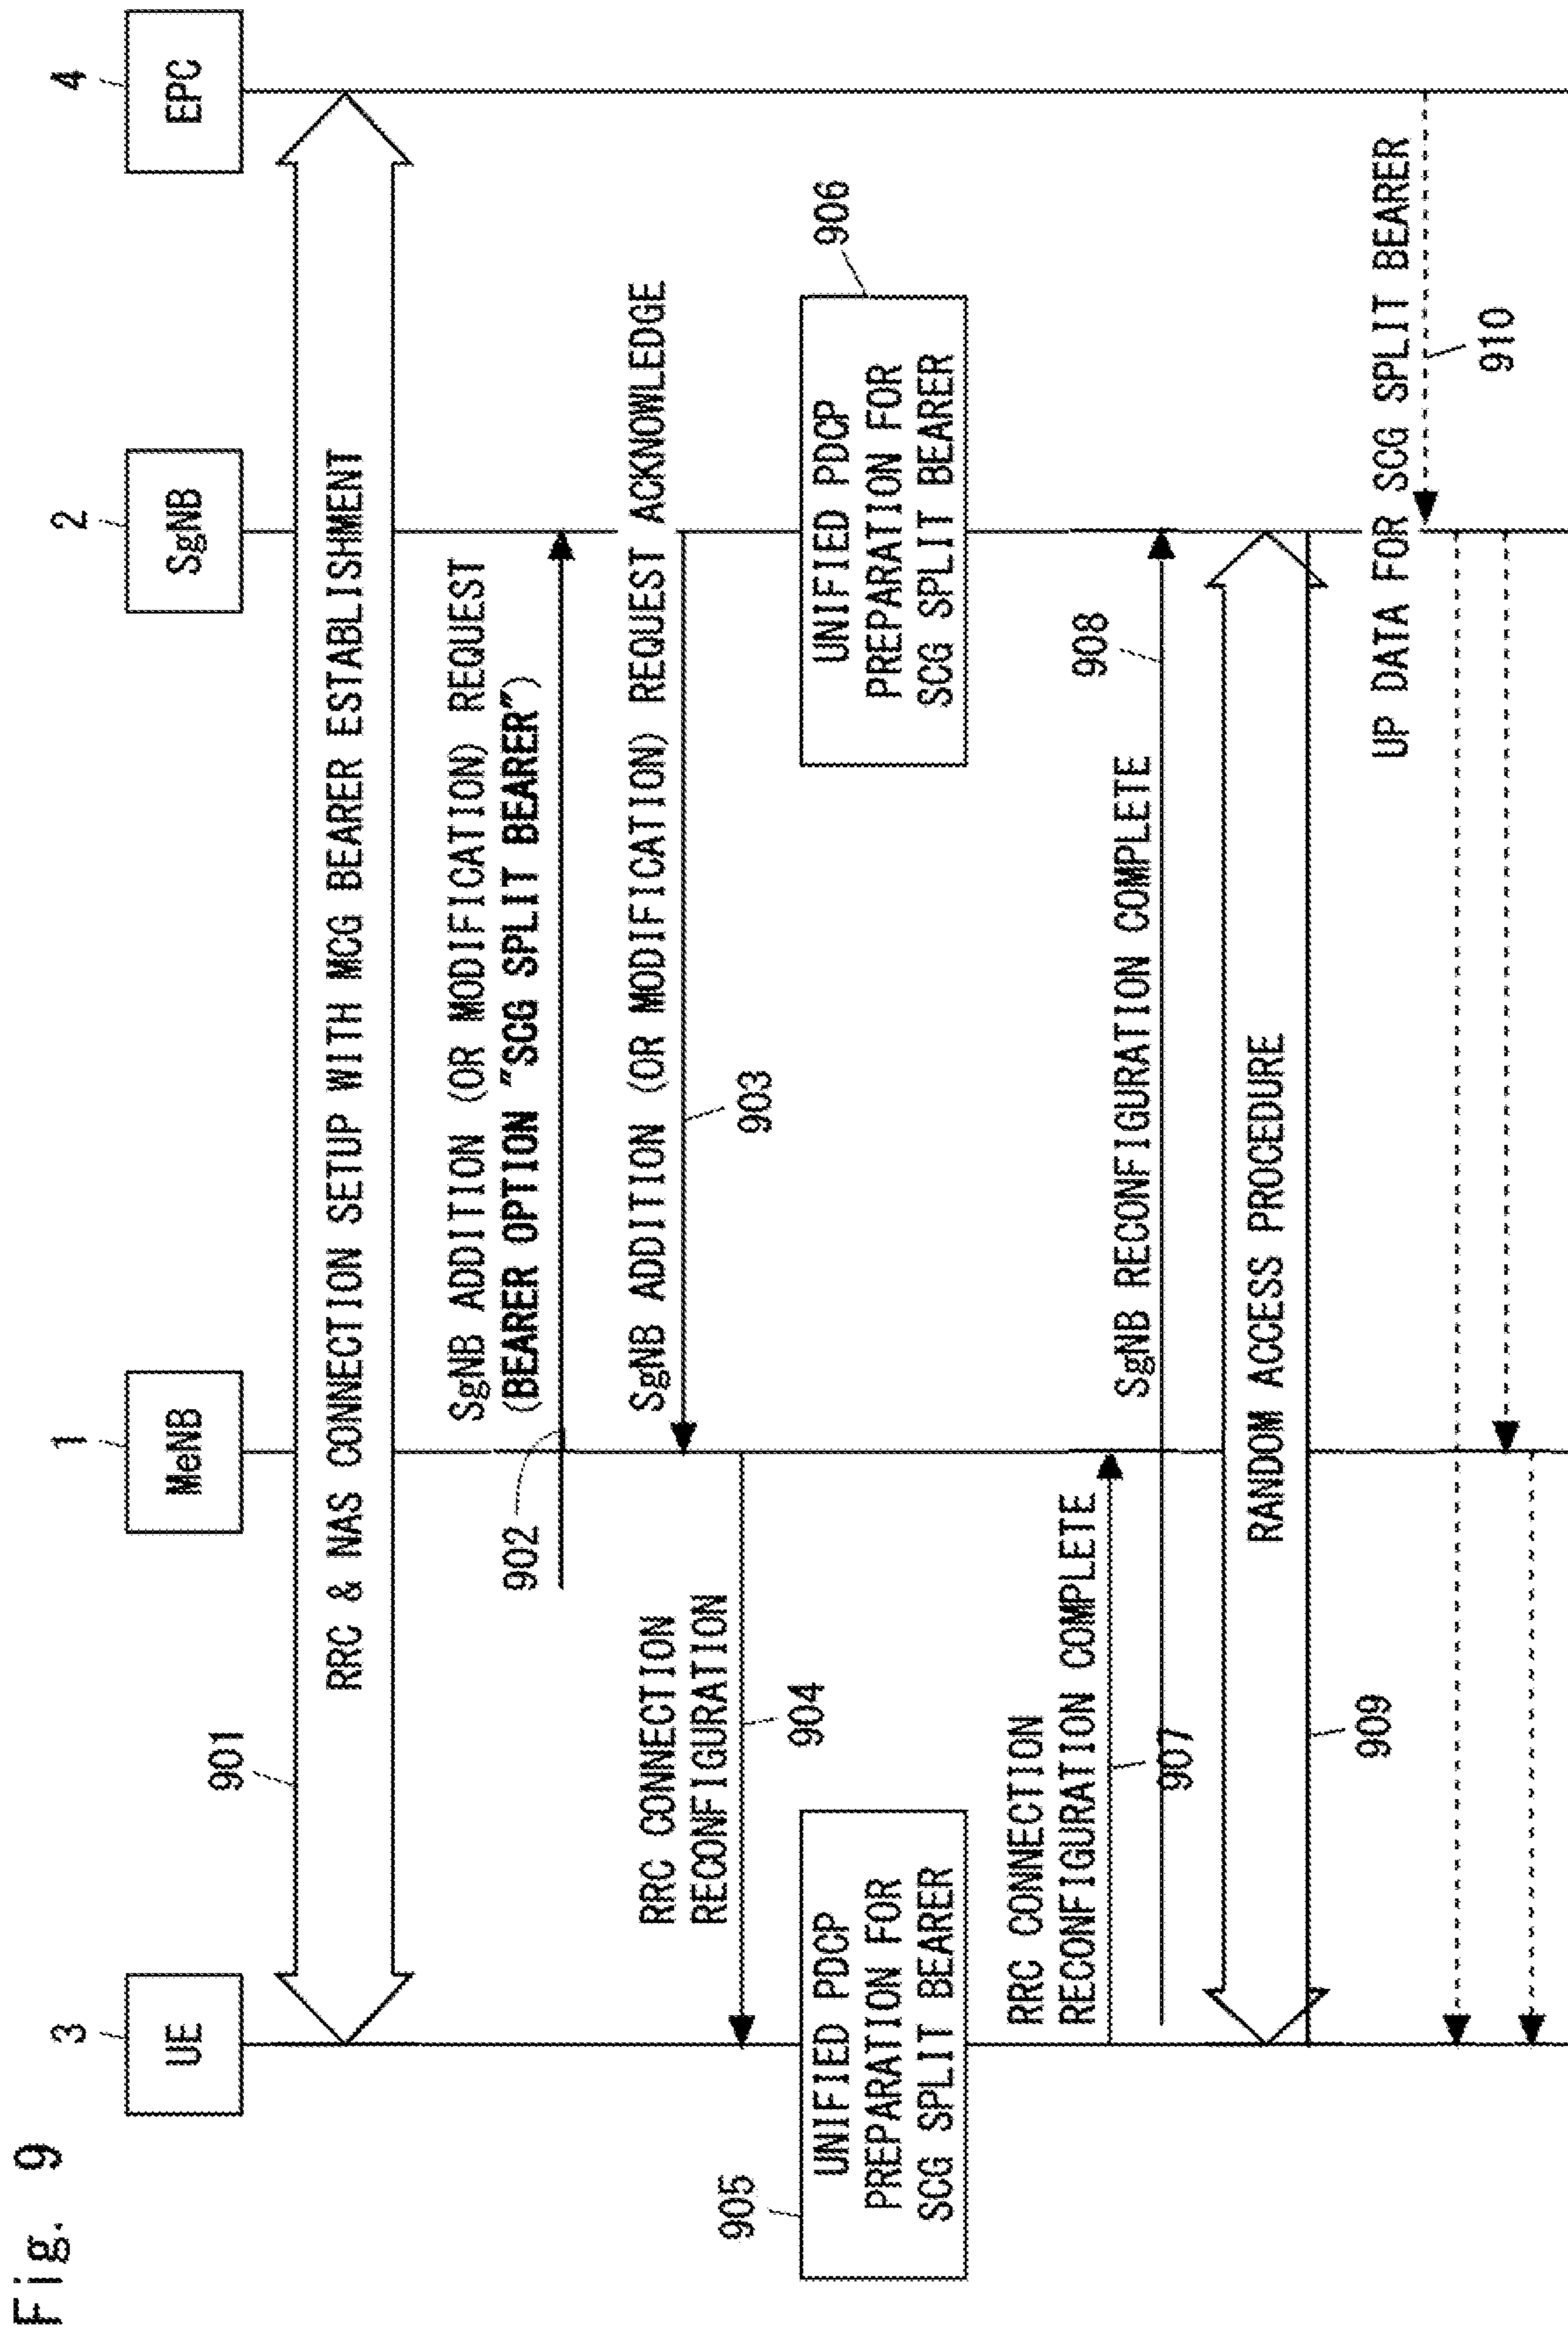 Fig. 9
3
1
2
4
UE
MeNB
SgNB
EPC
901
RRC & NAS CONNECTION SETUP WITH MCG BEARER ESTABLISHMENT
SgNB ADDITION (OR MODIFICATION) REQUEST
(BEARER OPTION "SCG SPLIT BEARER")
902
SgNB ADDITION (OR MODIFICATION) REQUEST ACKNOWLEDGE
903
RRC CONNECTION
RECONFIGURATION
904
905
UNIFIED PDCP
PREPARATION FOR
SCG SPLIT BEARER
906
UNIFIED PDCP
PREPARATION FOR
SCG SPLIT BEARER
RRC CONNECTION
RECONFIGURATION COMPLETE
907
SgNB RECONFIGURATION COMPLETE
908
RANDOM ACCESS PROCEDURE
909
UP DATA FOR SCG SPLIT BEARER
910